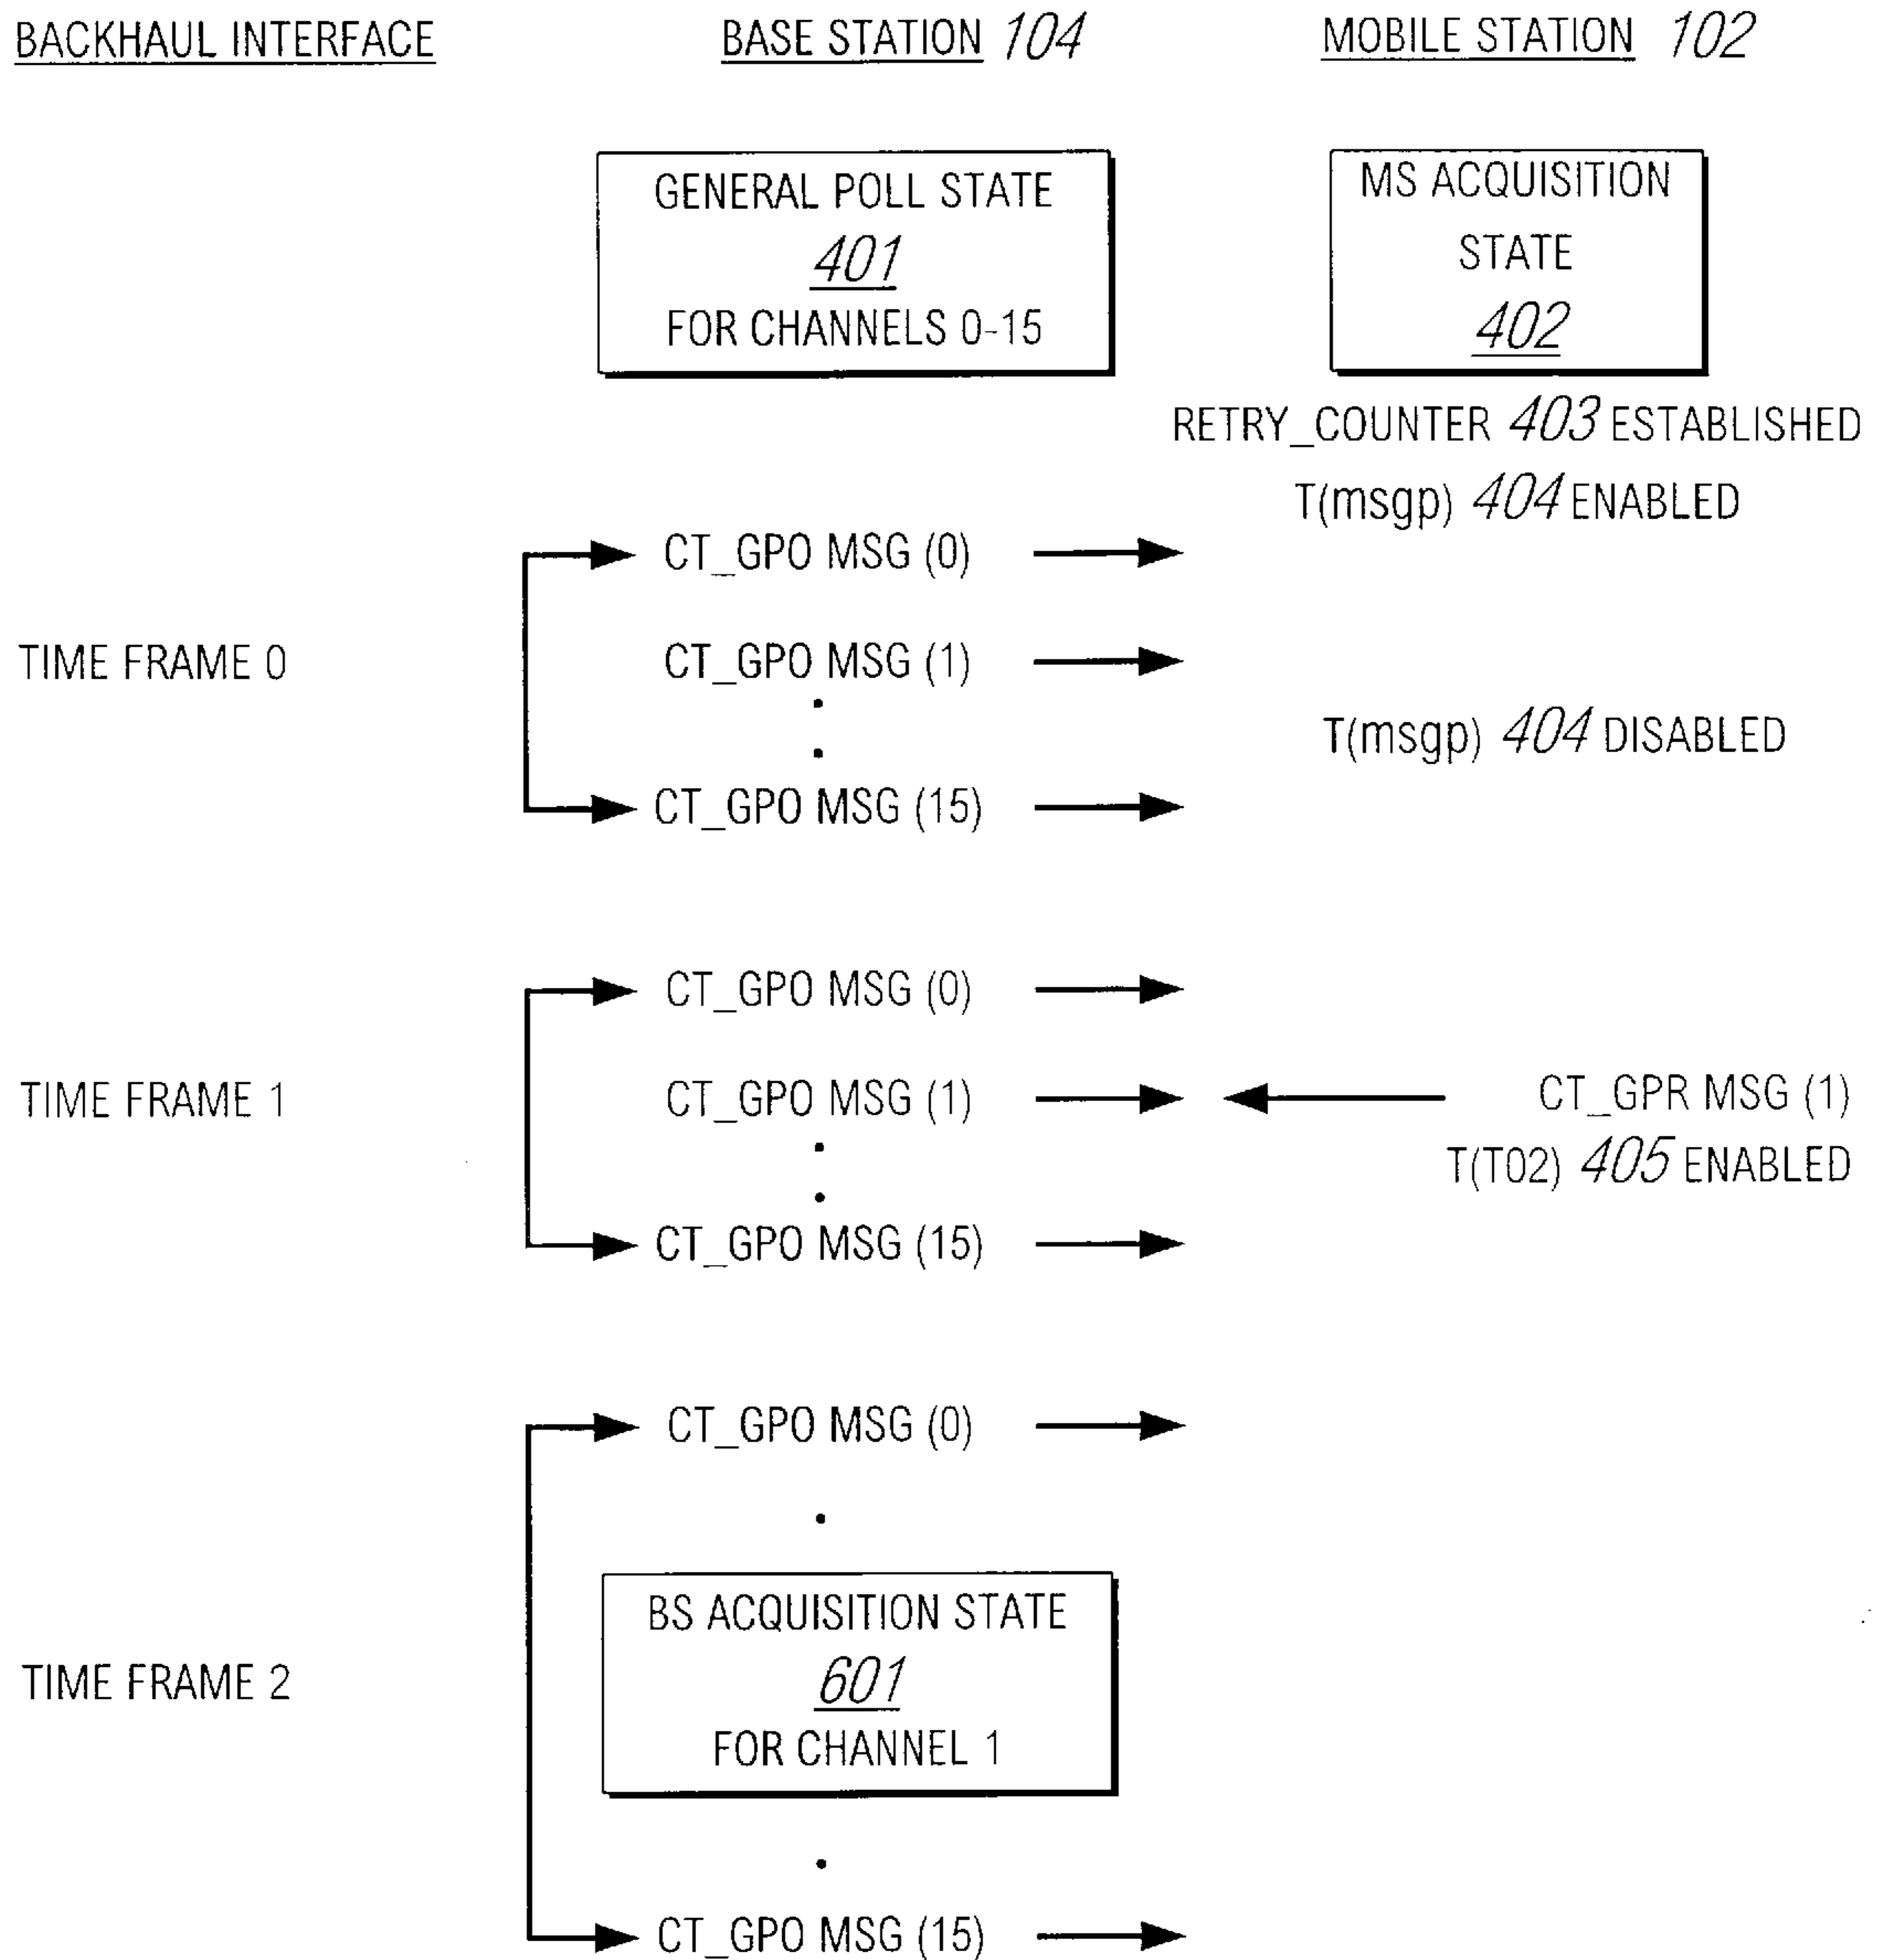 BACKHAUL INTERFACE
BASE STATION 104
MOBILE STATION 102
GENERAL POLL STATE
401
FOR CHANNELS 0-15
MS ACQUISITION
STATE
402
RETRY_COUNTER 403 ESTABLISHED
T(msgp) 404 ENABLED
CT_GPO MSG (0)
TIME FRAME 0
CT_GPO MSG (1)
T(msgp) 404 DISABLED
CT_GPO MSG (15)
CT_GPO MSG (0)
TIME FRAME 1
CT_GPO MSG (1)
CT_GPR MSG (1)
T(T02) 405 ENABLED
CT_GPO MSG (15)
CT_GPO MSG (0)
TIME FRAME 2
BS ACQUISITION STATE
601
FOR CHANNEL 1
CT_GPO MSG (15)